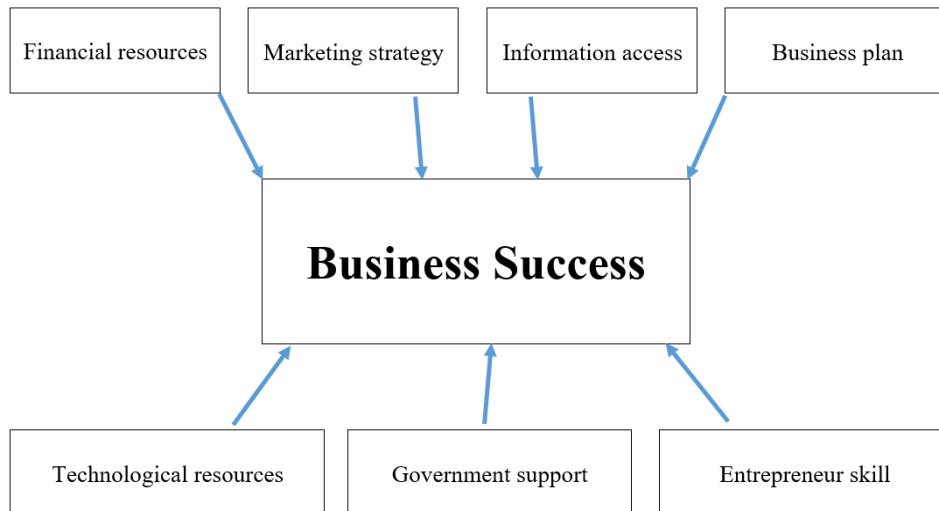 Financial resources
Marketing strategy
Information access
Business plan
Business Success
Technological resources
Government support
Entrepreneur skill